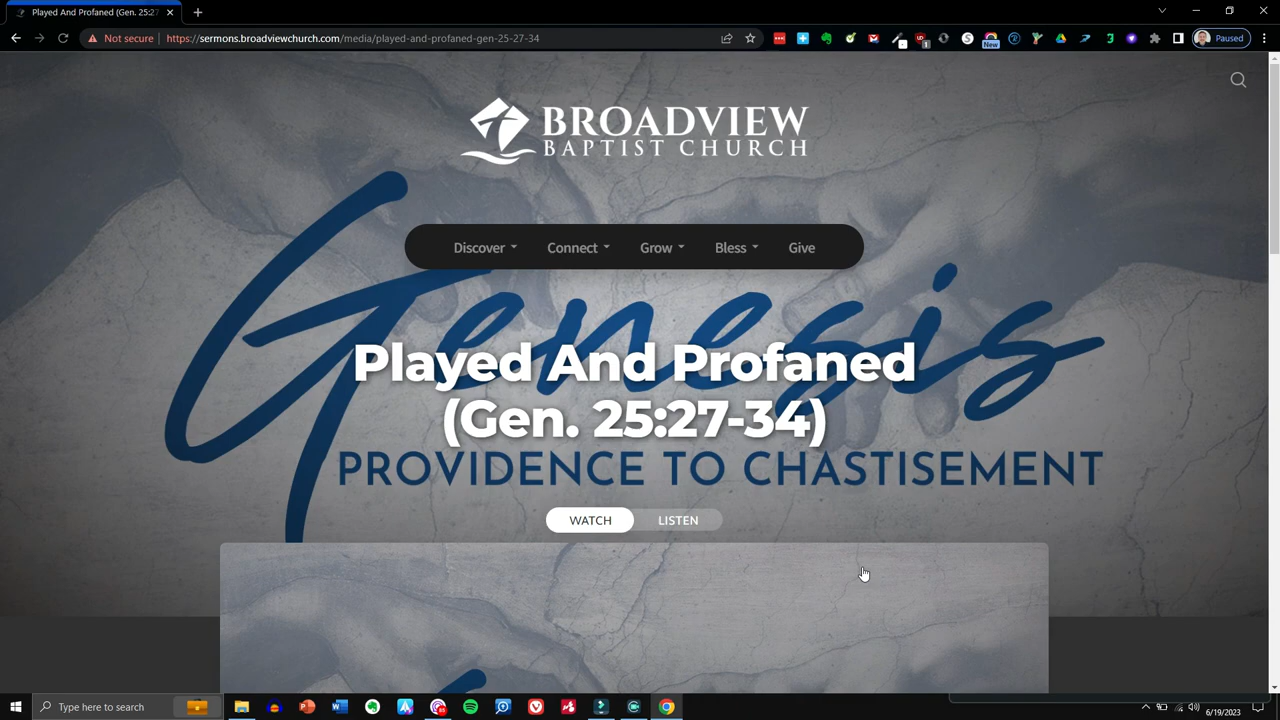 Played And Profaned (Gen. 25:27
Not secure
https://sermons.broadviewchurch.com/media/played-and-profaned-gen-25-27-34
New
1
Paused
BROADVIEW
BAPTIST CHURCH
Discover
Connect
Grow
Bless
Give
Genesis
Played And Profaned
(Gen. 25:27-34)
PROVIDENCE TO CHASTISEMENT
WATCH
LISTEN
Type here to search
6/19/2023